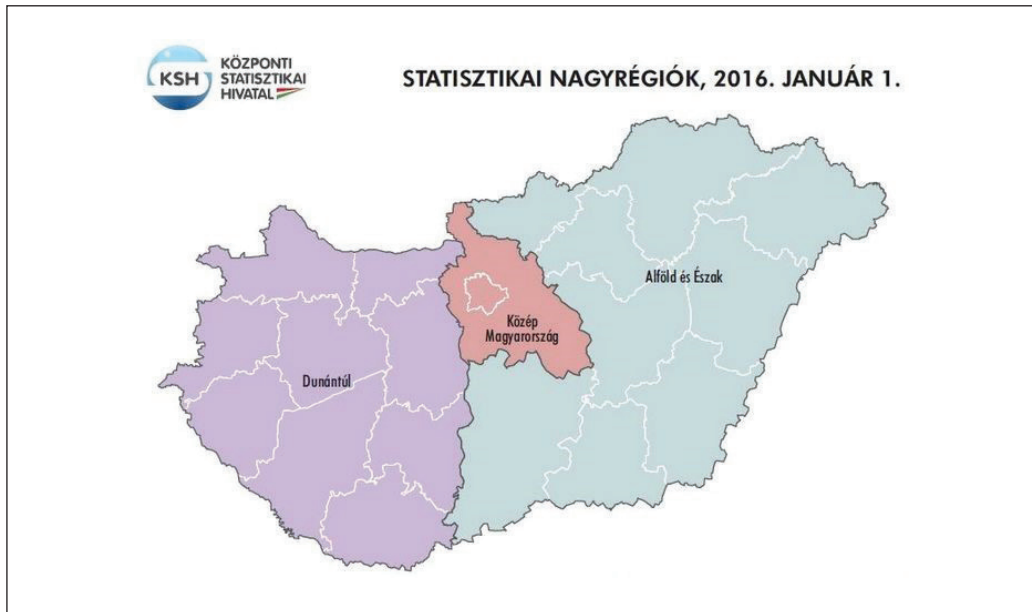 KSH
KÖZPONTI
STATISZTIKAI
HIVATAL
STATISZTIKAI NAGYRÉGIÓK, 2016. JANUÁR 1.
Alföld és Észak
Közép
Magyarország
Dunántúl